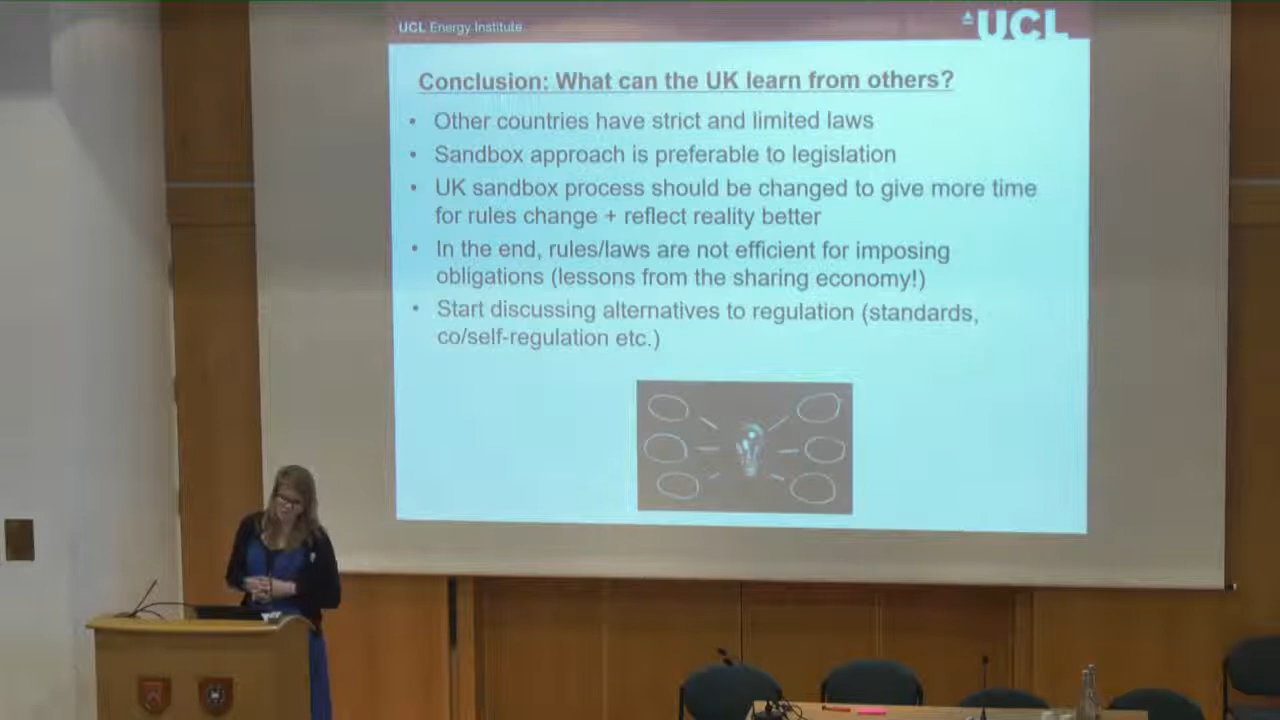 UCL Energy Institute
UCL
Conclusion: What can the UK learn from others?
• Other countries have strict and limited laws
• Sandbox approach is preferable to legislation
• UK sandbox process should be changed to give more time
for rules change + reflect reality better
• In the end, rules/laws are not efficient for imposing
obligations (lessons from the sharing economy!)
• Start discussing alternatives to regulation (standards,
co/self-regulation etc.)